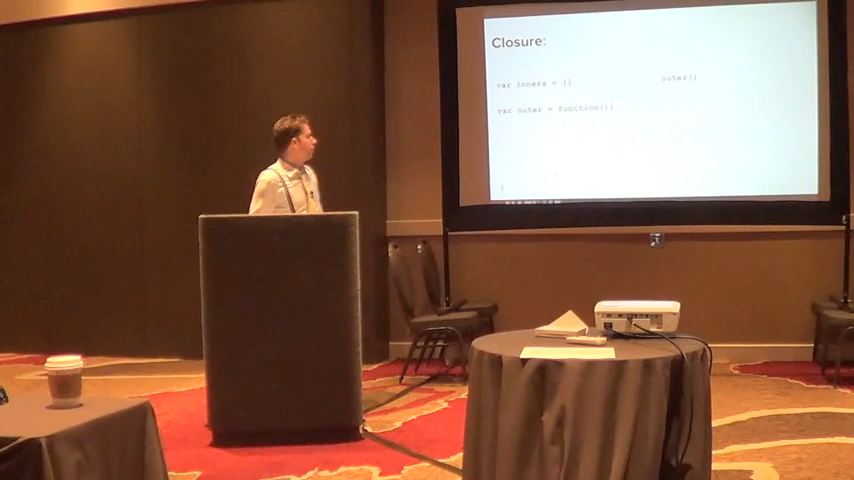 Closure:
var inners = []. outer()
var outer = function(){
}